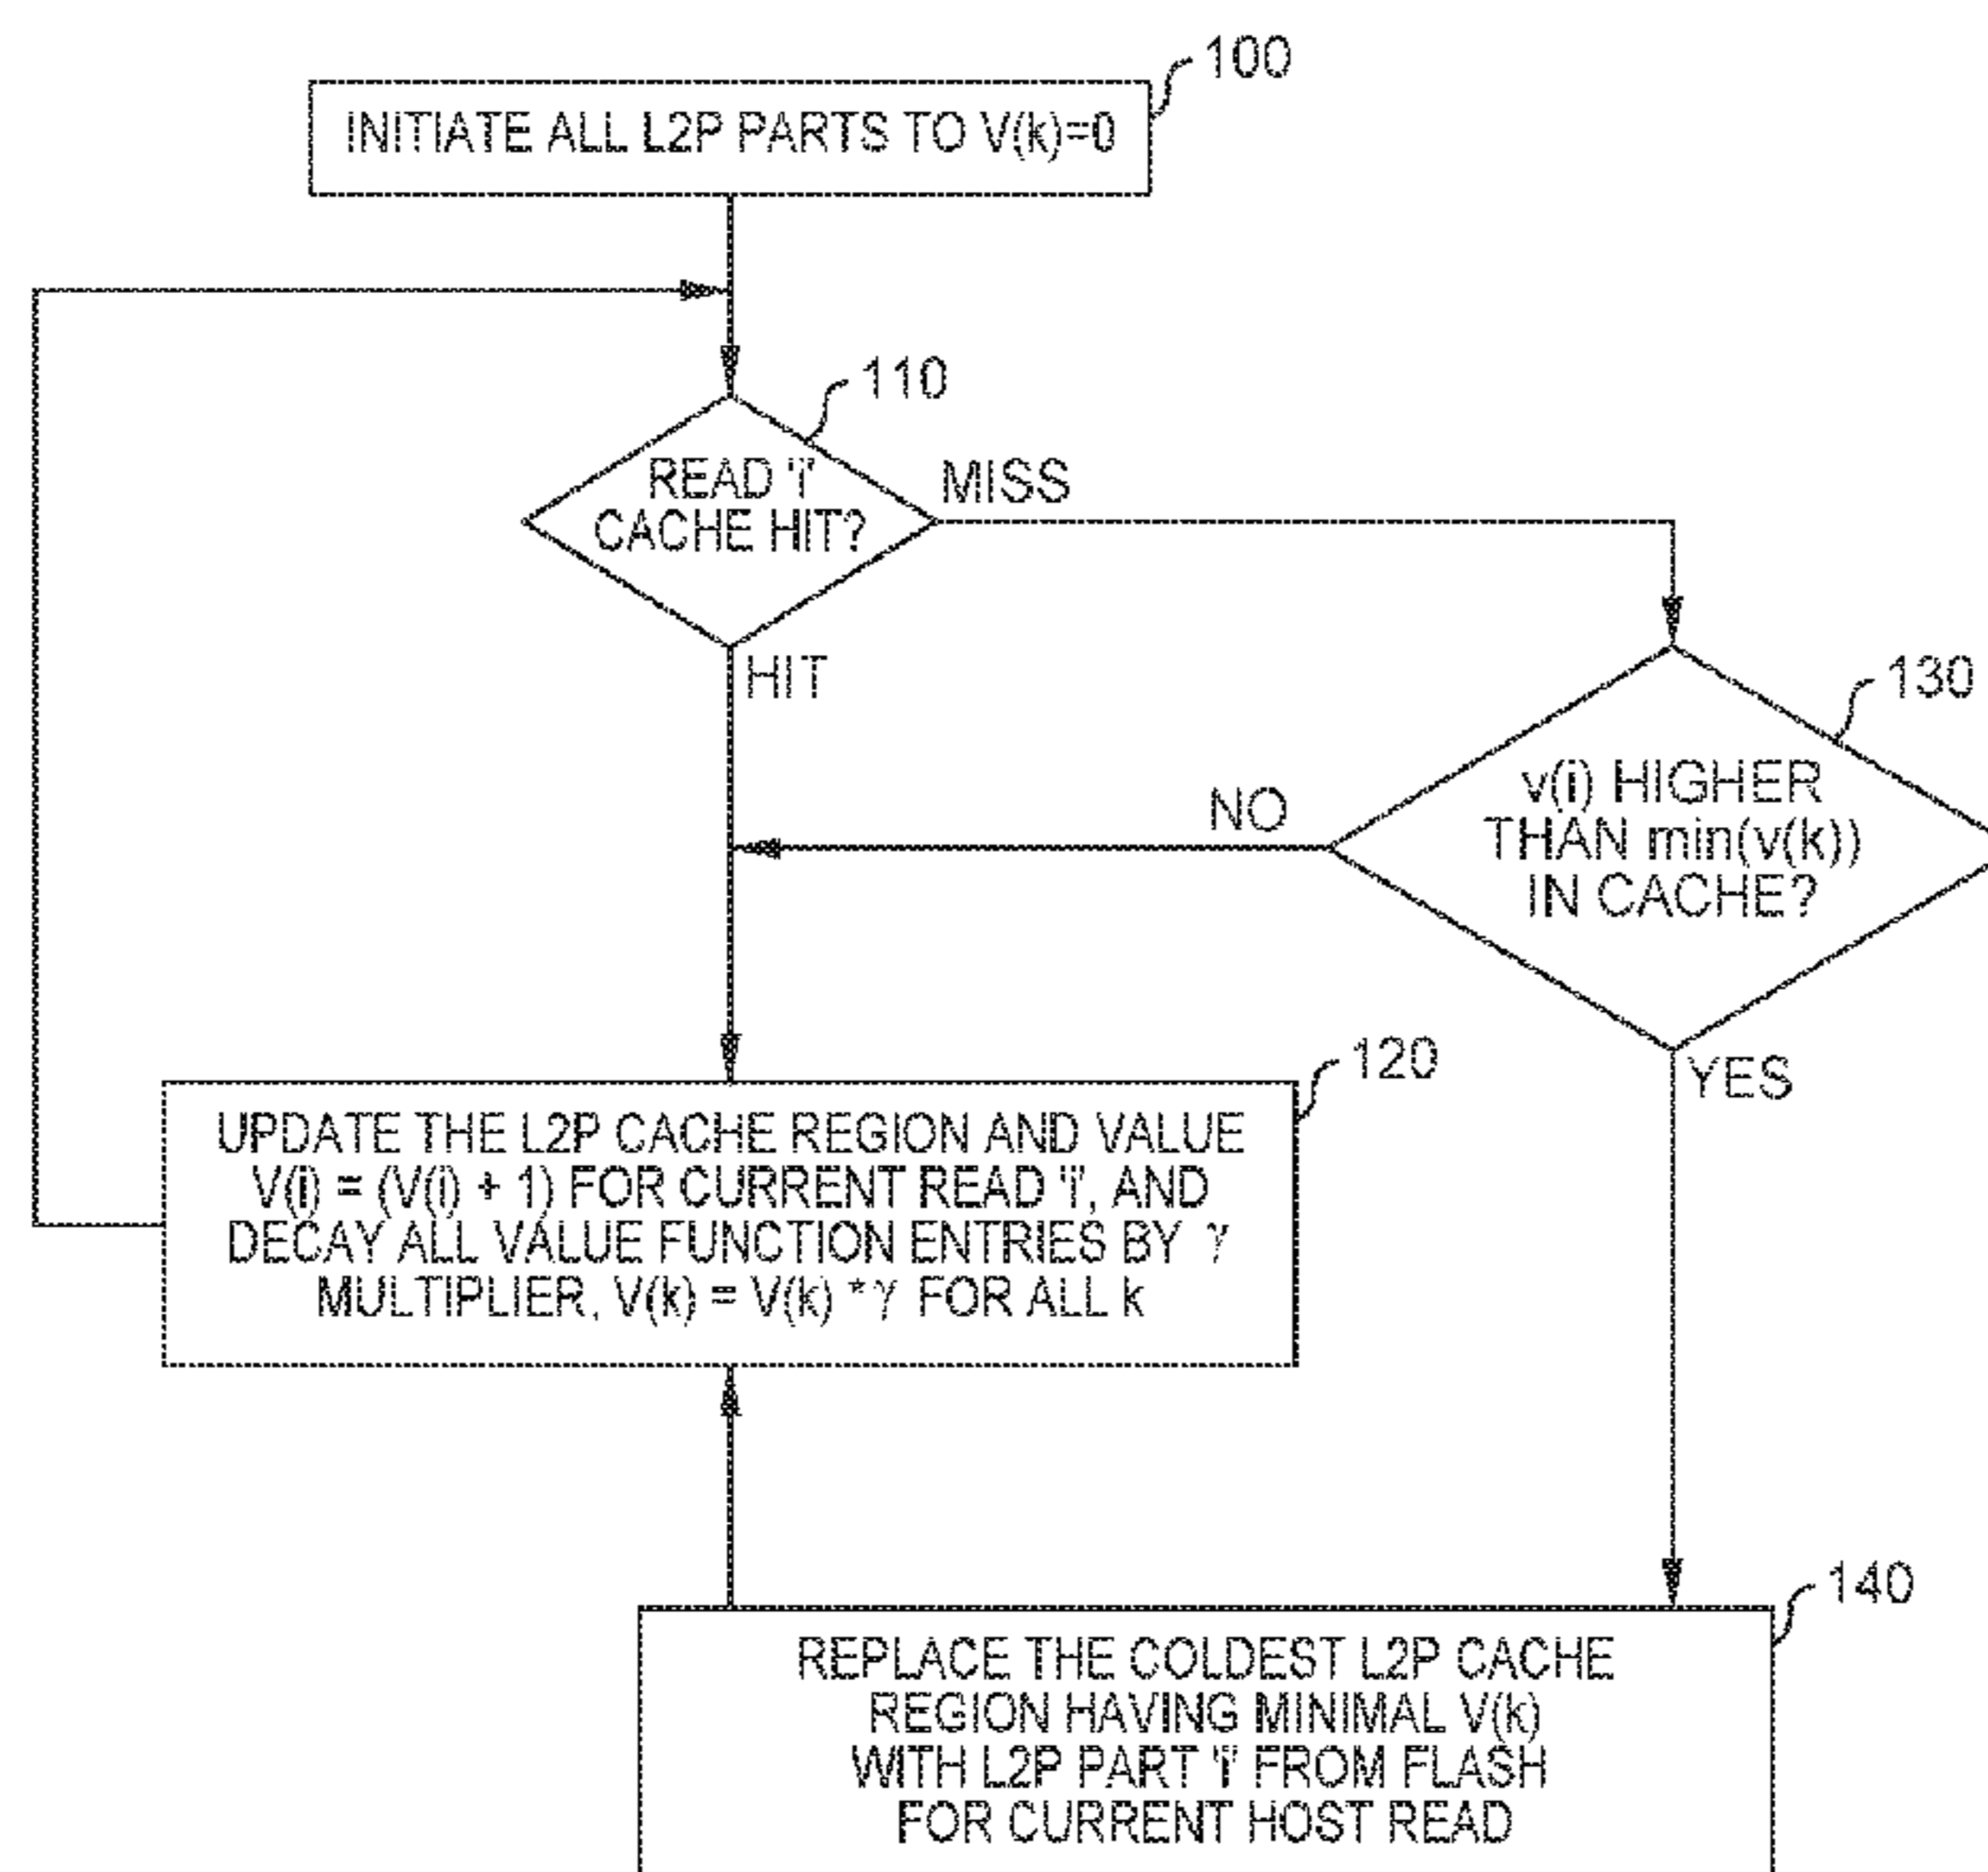 100
INITIATE ALL L2P PARTS TO V(k)=0
110
READ 'i'
CACHE HIT?
MISS
HIT
130
v(i) HIGHER
THAN min(v(k))
IN CACHE?
NO
YES
120
UPDATE THE L2P CACHE REGION AND VALUE
V(i) = (V(i) + 1) FOR CURRENT READ 'i', AND
DECAY ALL VALUE FUNCTION ENTRIES BY γ
MULTIPLIER, V(k) = V(k) * γ FOR ALL k
140
REPLACE THE COLDEST L2P CACHE
REGION HAVING MINIMAL V(k)
WITH L2P PART 'i' FROM FLASH
FOR CURRENT HOST READ